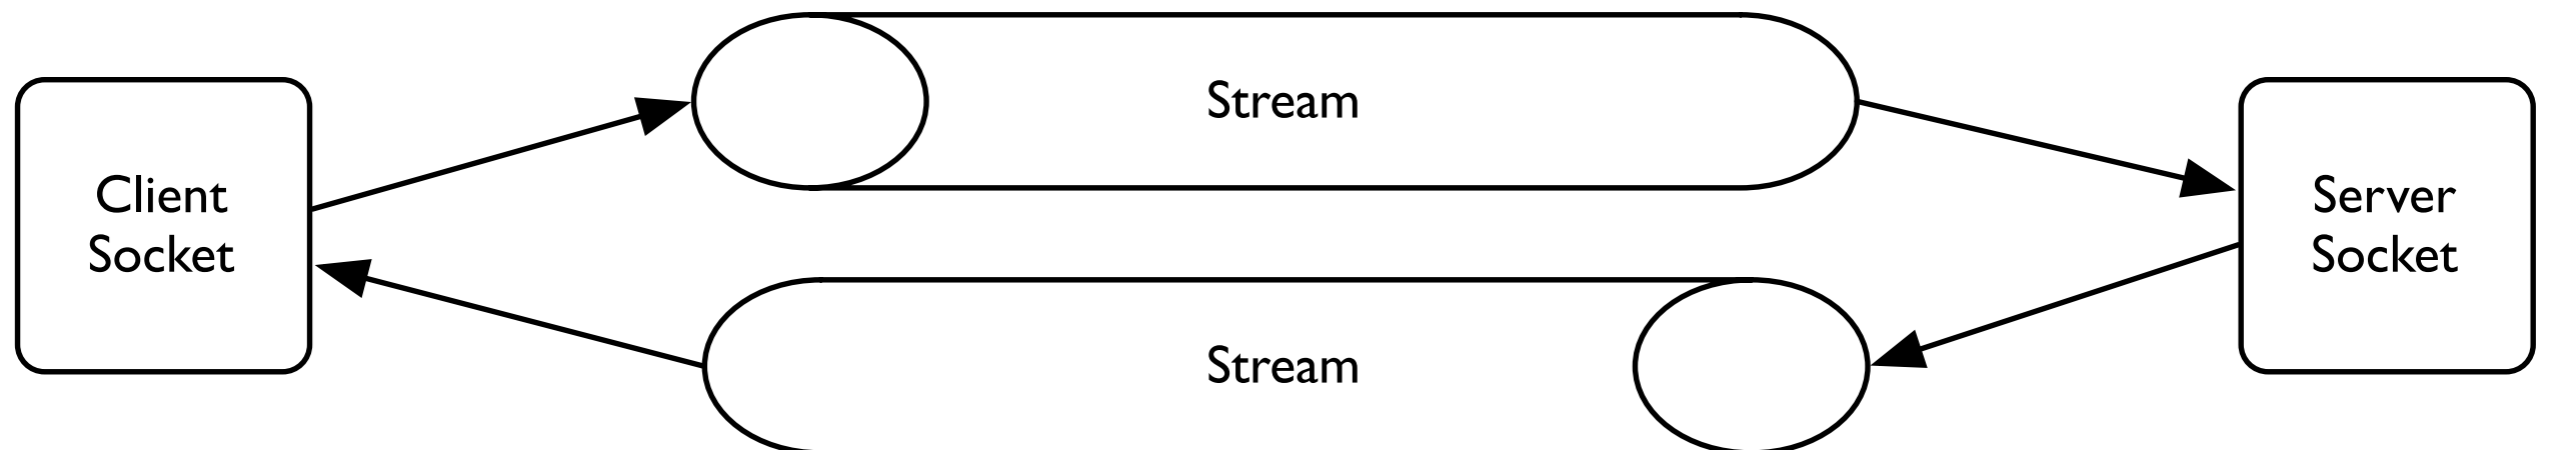 Stream
Client
Socket
Server
Socket
Stream